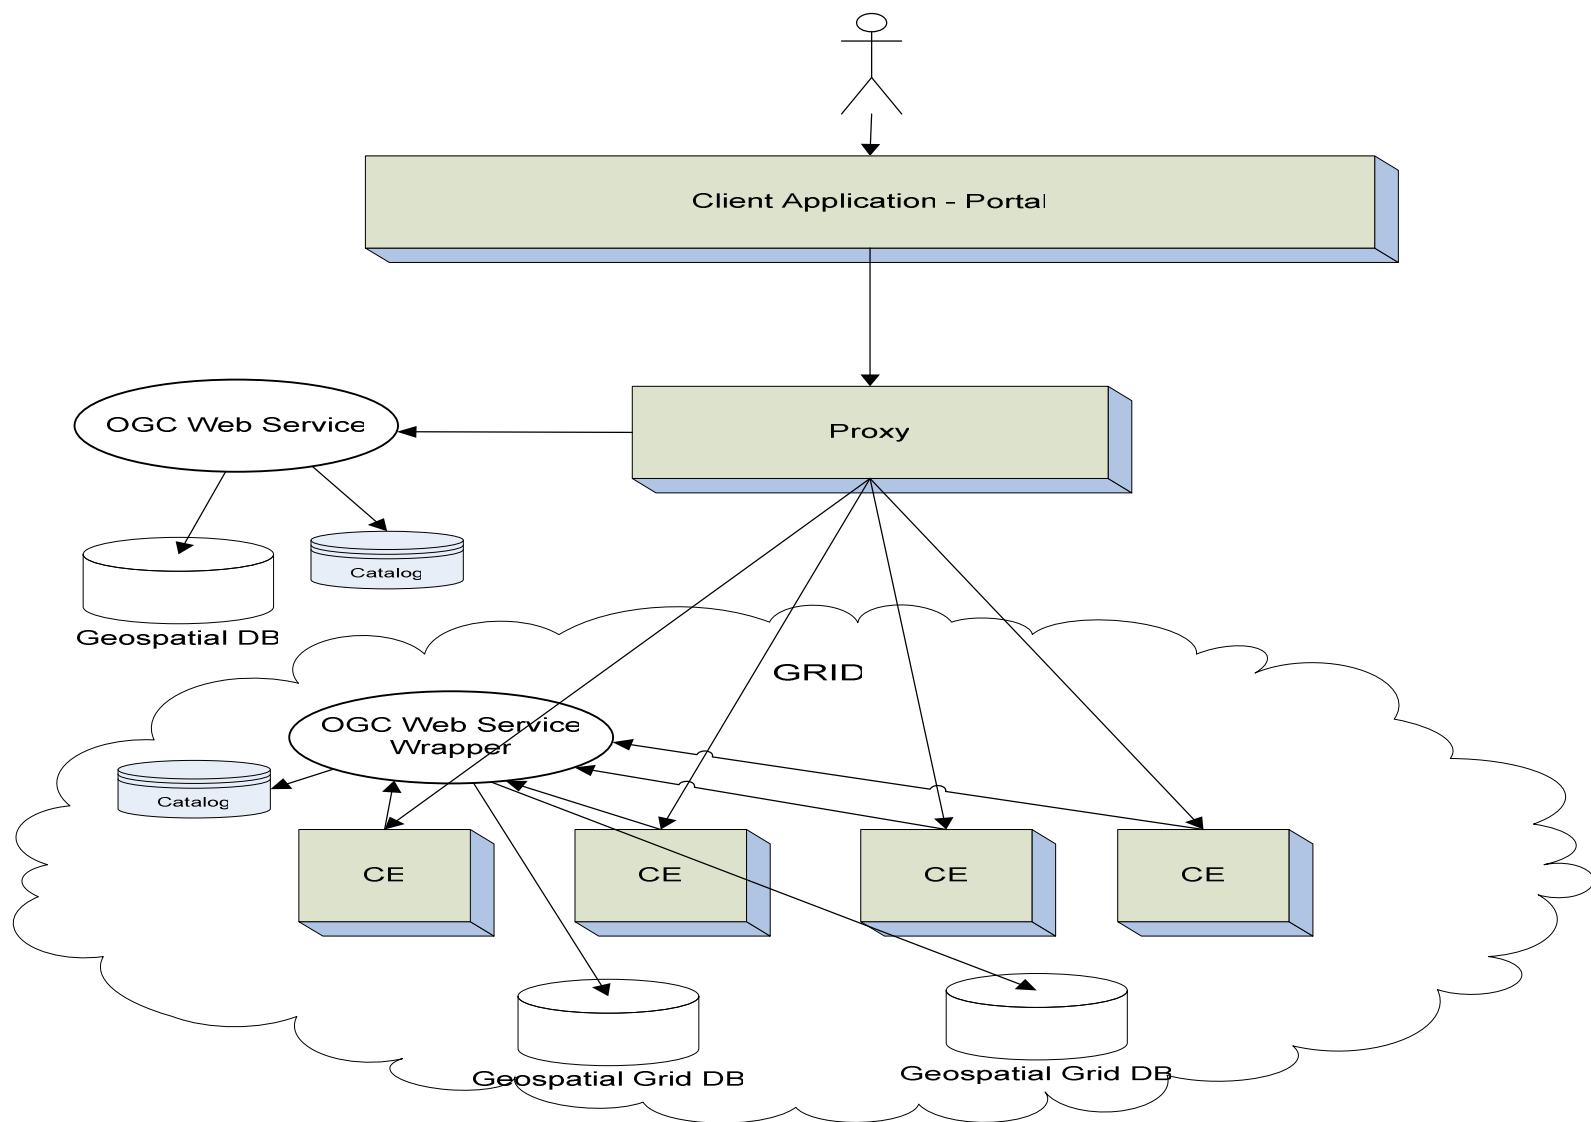 Client Application - Portal
OGC Web Service
Proxy
Catalog
Geospatial DB
GRID
OGC Web Service
Wrapper
Catalog
CE
CE
CE
CE
Geospatial Grid DB
Geospatial Grid DB